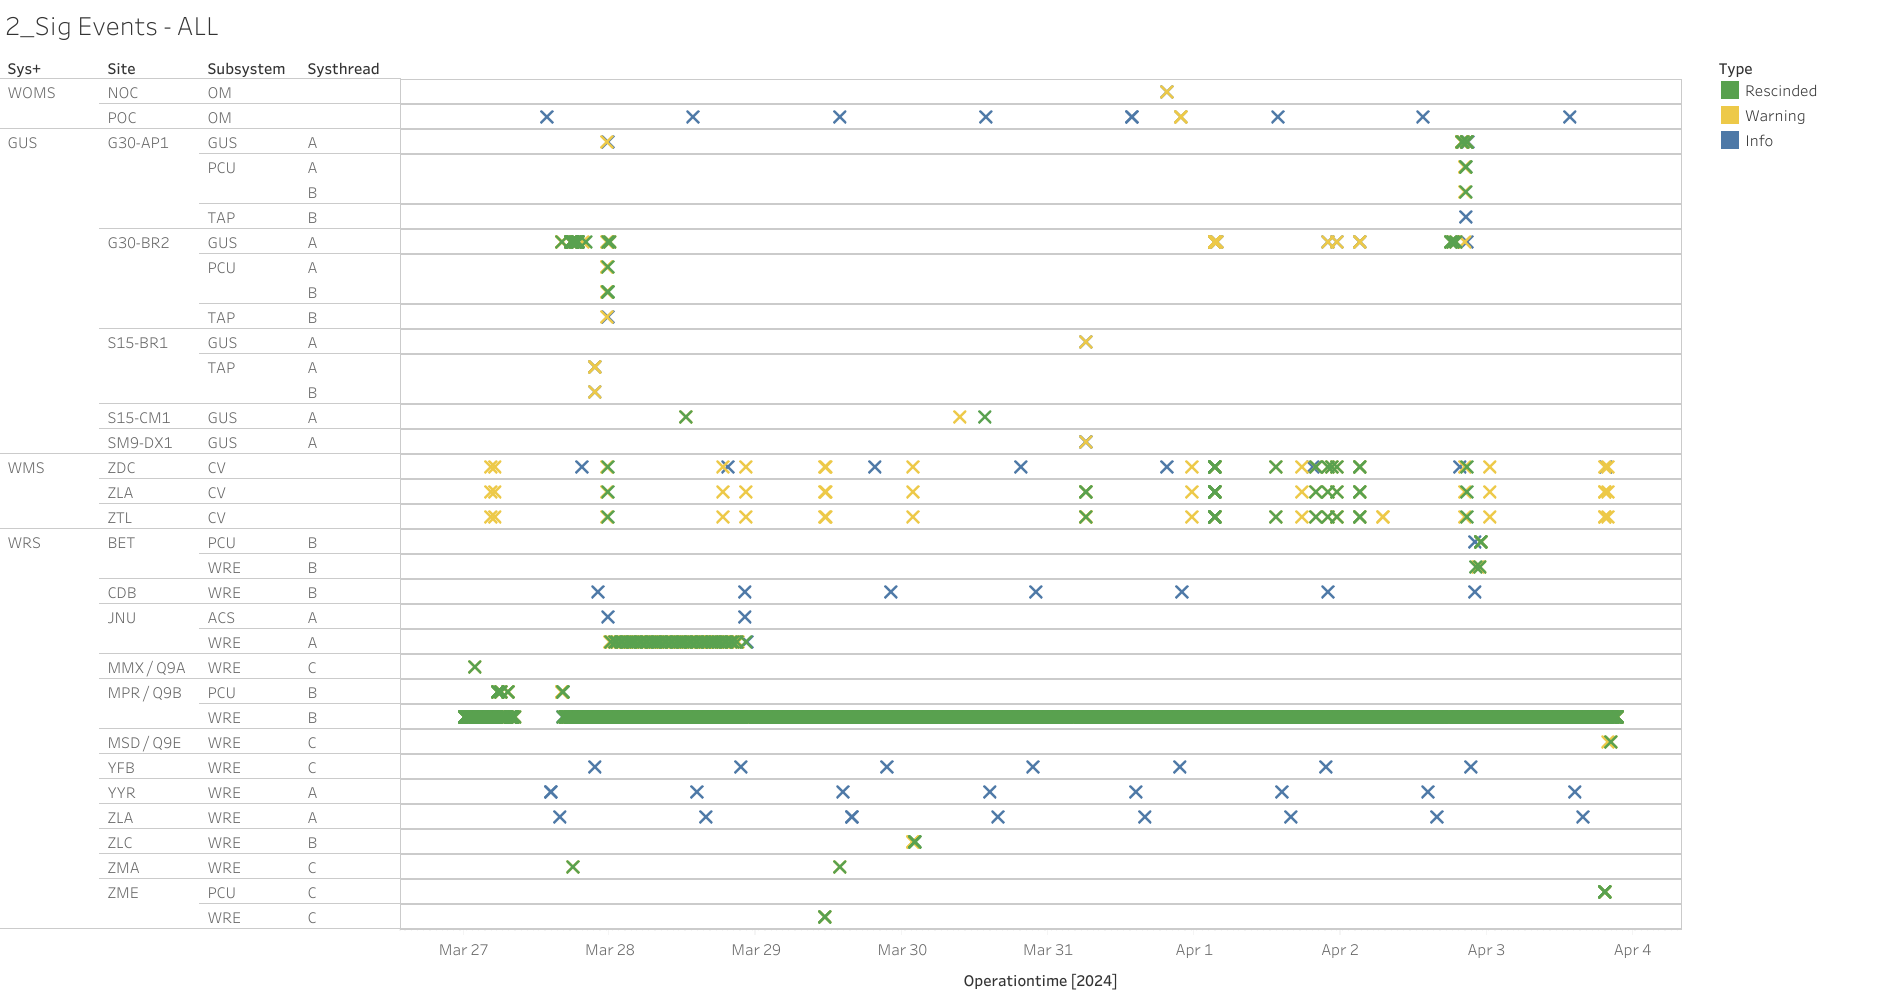 2_Sig Events - ALL
Sys+ Site Subsystem Systhread
Type
WOMS NOC OM
Rescinded
POC OM
Warning
GUS G30-AP1 GUS A
Info
PCU A
B
TAP B
G30-BR2 GUS A
PCU A
B
TAP B
S15-BR1 GUS A
TAP A
B
S15-CM1 GUS A
SM9-DX1 GUS A
WMS ZDC CV
ZLA CV
ZTL CV
WRS BET PCU B
WRE B
CDB WRE B
JNU ACS A
WRE A
MMX / Q9A WRE C
MPR / Q9B PCU B
WRE B
MSD / Q9E WRE C
YFB WRE C
YYR WRE A
ZLA WRE A
ZLC WRE B
ZMA WRE C
ZME PCU C
WRE C
Mar 27 Mar 28 Mar 29 Mar 30 Mar 31 Apr 1 Apr 2 Apr 3 Apr 4
Operationtime [2024]